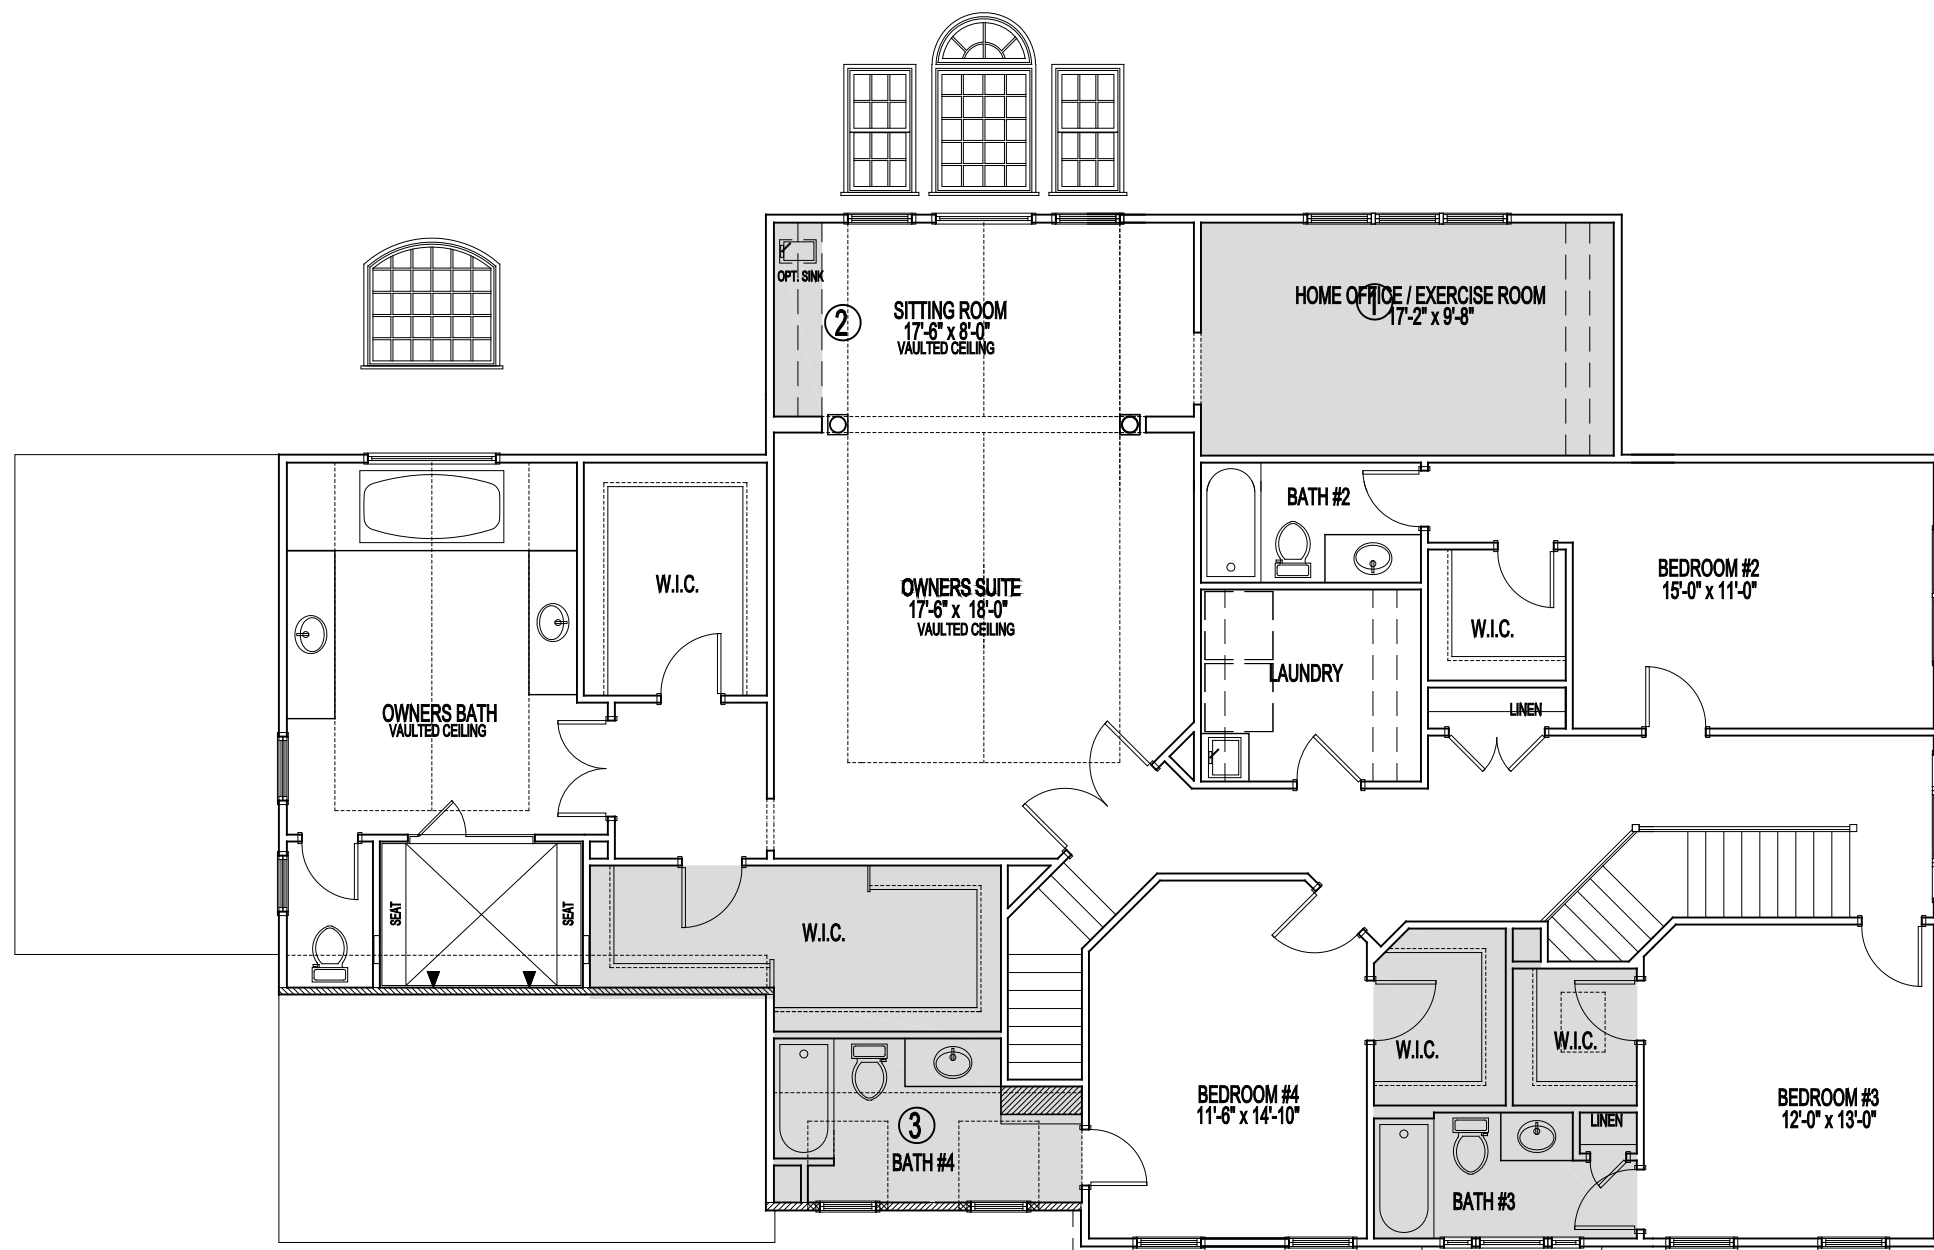 OPT. SINK
2
SITTING ROOM
17'-6" x 8'-0"
VAULTED CEILING
HOME OFFICE / EXERCISE ROOM
1
17'-2" x 9'-8"
BATH #2
W.I.C.
OWNERS SUITE
17'-6" x 18'-0"
VAULTED CEILING
BEDROOM #2
15'-0" x 11'-0"
W.I.C.
LAUNDRY
LINEN
OWNERS BATH
VAULTED CEILING
SEAT
SEAT
W.I.C.
W.I.C.
W.I.C.
BEDROOM #4
11'-6" x 14'-10"
BEDROOM #3
12'-0" x 13'-0"
3
BATH #4
LINEN
BATH #3